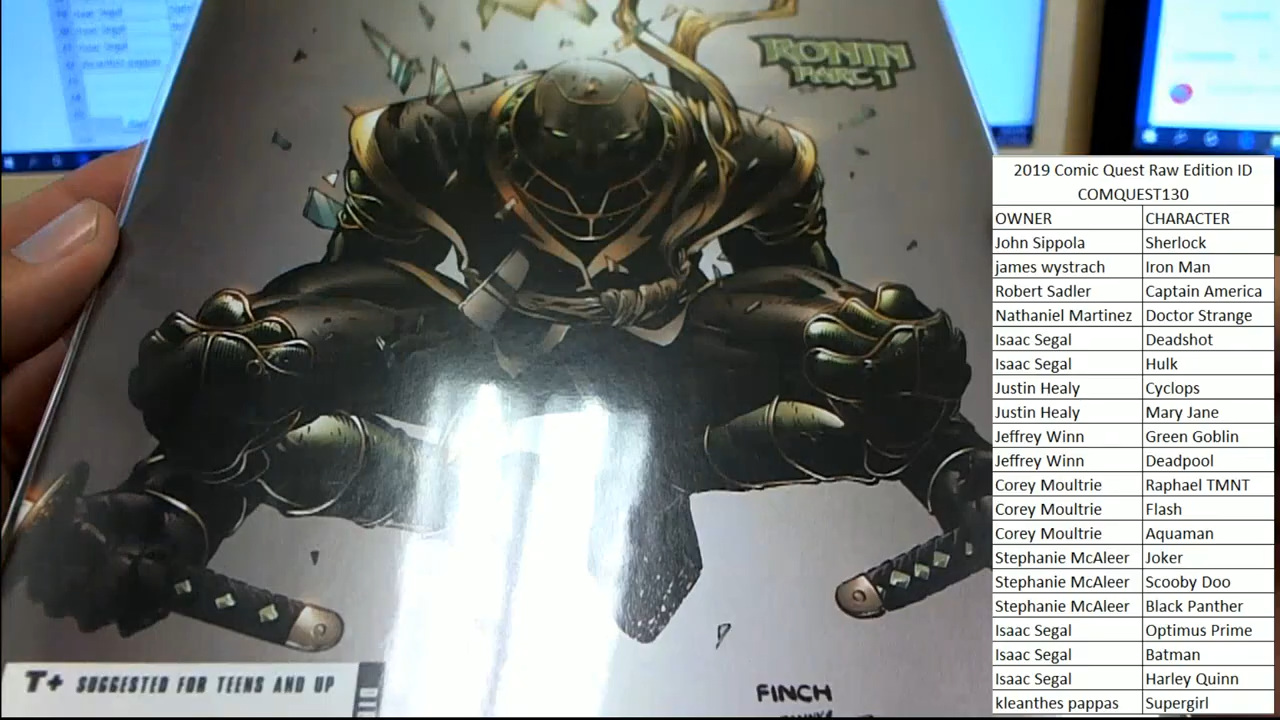 RONIN
PART 1
T+ SUGGESTED FOR TEENS AND UP
FINCH
2019 Comic Quest Raw Edition ID
COMQUEST130
OWNER CHARACTER
John Sippola Sherlock
james wystrach Iron Man
Robert Sadler Captain America
Nathaniel Martinez Doctor Strange
Isaac Segal Deadshot
Isaac Segal Hulk
Justin Healy Cyclops
Justin Healy Mary Jane
Jeffrey Winn Green Goblin
Jeffrey Winn Deadpool
Corey Moultrie Raphael TMNT
Corey Moultrie Flash
Corey Moultrie Aquaman
Stephanie McAleer Joker
Stephanie McAleer Scooby Doo
Stephanie McAleer Black Panther
Isaac Segal Optimus Prime
Isaac Segal Batman
Isaac Segal Harley Quinn
kleanthes pappas Supergirl